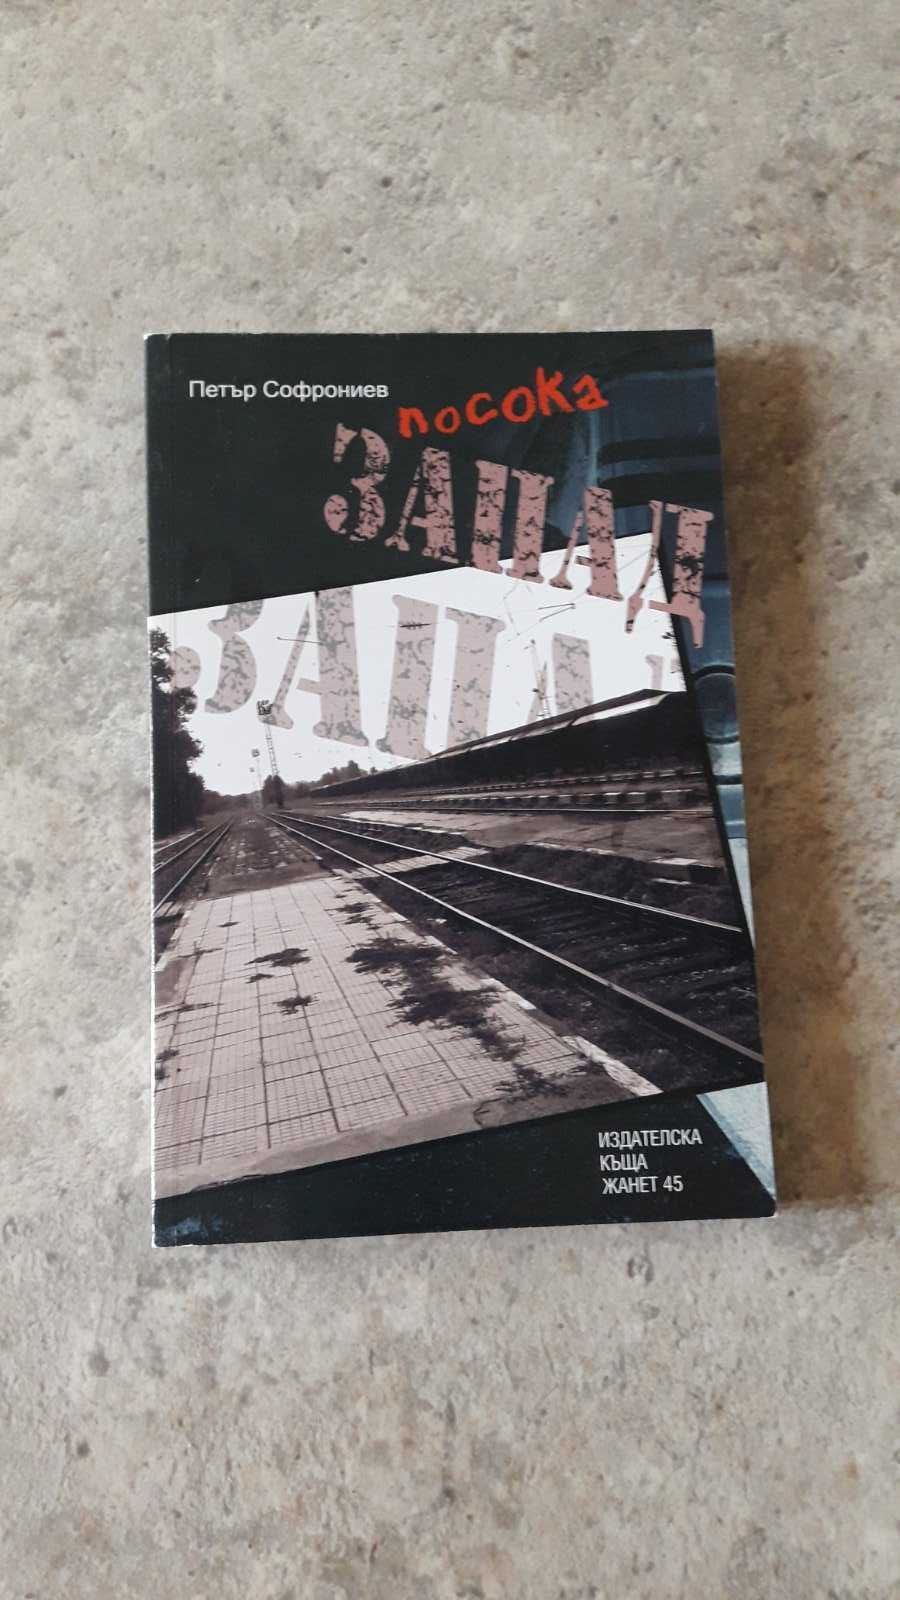 Петър Софрониев
посока
ЗАПАД
ЗАПАД
ИЗДАТЕЛСКА
КЪЩА
ЖАНЕТ 45